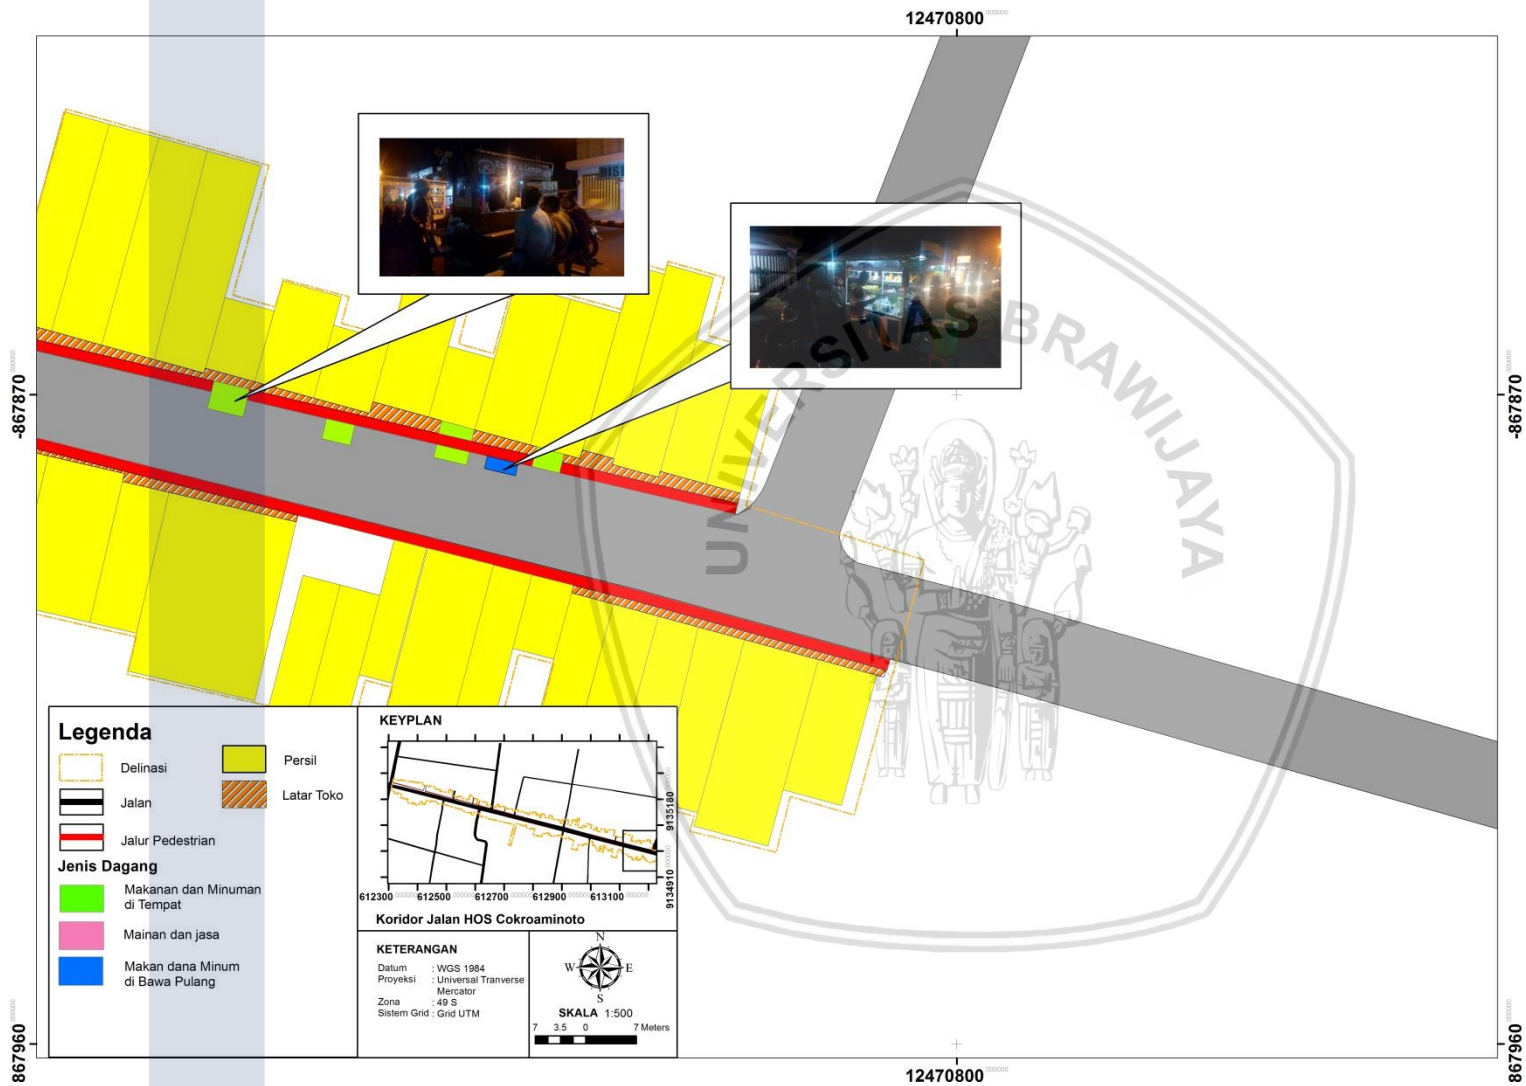 12470800
-867870
-867870
UNIVERSITAS BRAWIJAYA
Legenda
Delinasi
Jalan
Jalur Pedestrian
Persil
Latar Toko
Jenis Dagang
Makanan dan Minuman
di Tempat
Mainan dan jasa
Makan dana Minum
di Bawa Pulang
KEYPLAN
9135180
9134910
612300 612500 612700 612900 613100
Koridor Jalan HOS Cokroaminoto
KETERANGAN
Datum : WGS 1984
Proyeksi : Universal Tranverse
Mercator
Zona : 49 S
Sistem Grid : Grid UTM
N
W E
S
SKALA 1:500
7 3.5 0 7 Meters
867960
867960
12470800